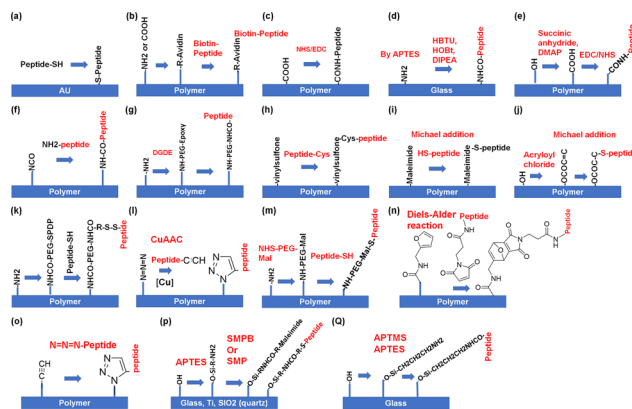 (a)
Peptide-SH
S-Peptide
AU
(b)
NH2 or COOH
-R-Avidin
Biotin-
Peptide
Biotin-Peptide
R-Avidin
Polymer
(c)
NHS/EDC
-COOH
-CONH-Peptide
Polymer
(d)
By APTES
-NH2
HBTU,
HOBt,
DIPEA
NHCO-Peptide
Glass
(e)
Succinic
anhydride,
DMAP
-OH
COOH
EDC/NHS
-CONH-Peptide
Polymer
(f)
NH2-peptide
NCO
NH-CO-Peptide
Polymer
(g)
DGDE
-NH2
NH-PEG-Epoxy
Peptide
NH-PEG-NHCO-
Polymer
(h)
-vinylsulfone
Peptide-Cys
-vinylsulfone
-Cys-peptide
Polymer
(i)
Michael addition
HS-peptide
-Maleimide
-Maleimide
-S-peptide
Polymer
(j)
Michael addition
Acryloyl
chloride
-OH
-OCOC=C
-OCOC-C
-S-peptide
Polymer
(k)
-NH2
NHCO-PEG-SPDP
Peptide-SH
NHCO-PEG-NHCO
-R-S-S-
Peptide
Polymer
(l)
CuAAC
Peptide-C≡CH
[Cu]
N=N=N
N=N
N
peptide
Polymer
(m)
NHS-PEG-
Mal
-NH2
NH-PEG-Mal
Peptide-SH
NH-PEG-Mal-S-Peptide
Polymer
(n)
Diels-Alder
reaction
Peptide
Peptide
Polymer
(o)
N=N=N-Peptide
peptide
Polymer
(p)
APTES
OH
O-Si-R-NH2
SMPB
Or
SMP
O-Si-RNHCO-R-Maleimide
O-Si-R-NHCO-R-S-Peptide
Glass, Ti, SIO2 (quartz)
(Q)
APTMS
APTES
OH
O-Si-CH2CH2CH2NH2
O-Si-CH2CH2CH2NHCO-
Peptide
Glass